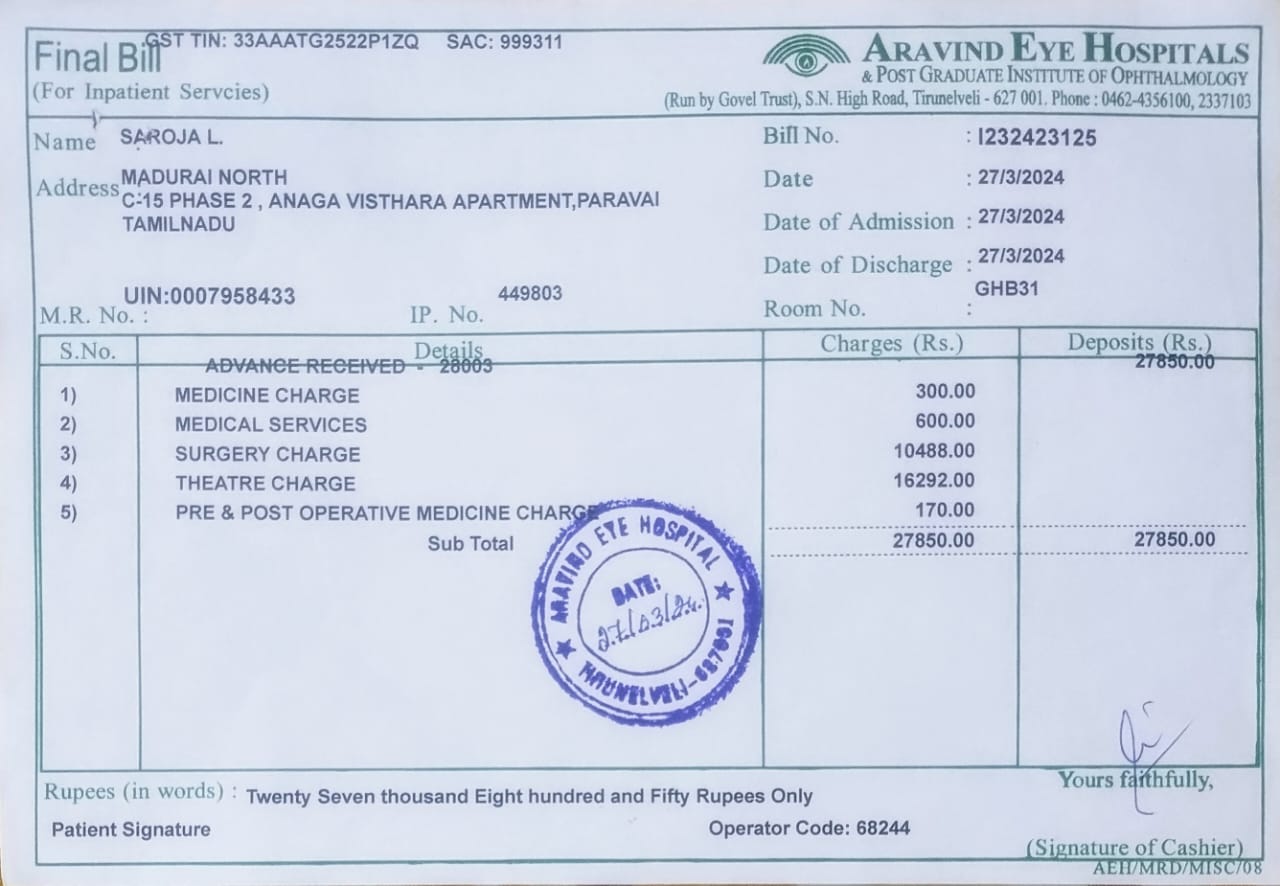 GST TIN: 33AAATG2522P1ZQ SAC: 999311
Final Bill
(For Inpatient Servcies)
ARAVIND EYE HOSPITALS
& POST GRADUATE INSTITUTE OF OPHTHALMOLOGY
(Run by Govel Trust), S.N. High Road, Tirunelveli - 627 001. Phone : 0462-4356100, 2337103
Name SAROJA L.
Address MADURAI NORTH
C-15 PHASE 2 , ANAGA VISTHARA APARTMENT,PARAVAI
TAMILNADU
UIN:0007958433
M.R. No. :
IP. No. 449803
Bill No. : I232423125
Date : 27/3/2024
Date of Admission : 27/3/2024
Date of Discharge : 27/3/2024
Room No. : GHB31
S.No. Details Charges (Rs.) Deposits (Rs.)
ADVANCE RECEIVED - 28003 27850.00
1) MEDICINE CHARGE 300.00
2) MEDICAL SERVICES 600.00
3) SURGERY CHARGE 10488.00
4) THEATRE CHARGE 16292.00
5) PRE & POST OPERATIVE MEDICINE CHARGE 170.00
Sub Total 27850.00 27850.00
ARAVIND EYE HOSPITAL
DATE:
27/03/24.
TIRUNELVELI-627001
Rupees (in words) : Twenty Seven thousand Eight hundred and Fifty Rupees Only
Yours faithfully,
Patient Signature
Operator Code: 68244
(Signature of Cashier)
AEH/MRD/MISC/08